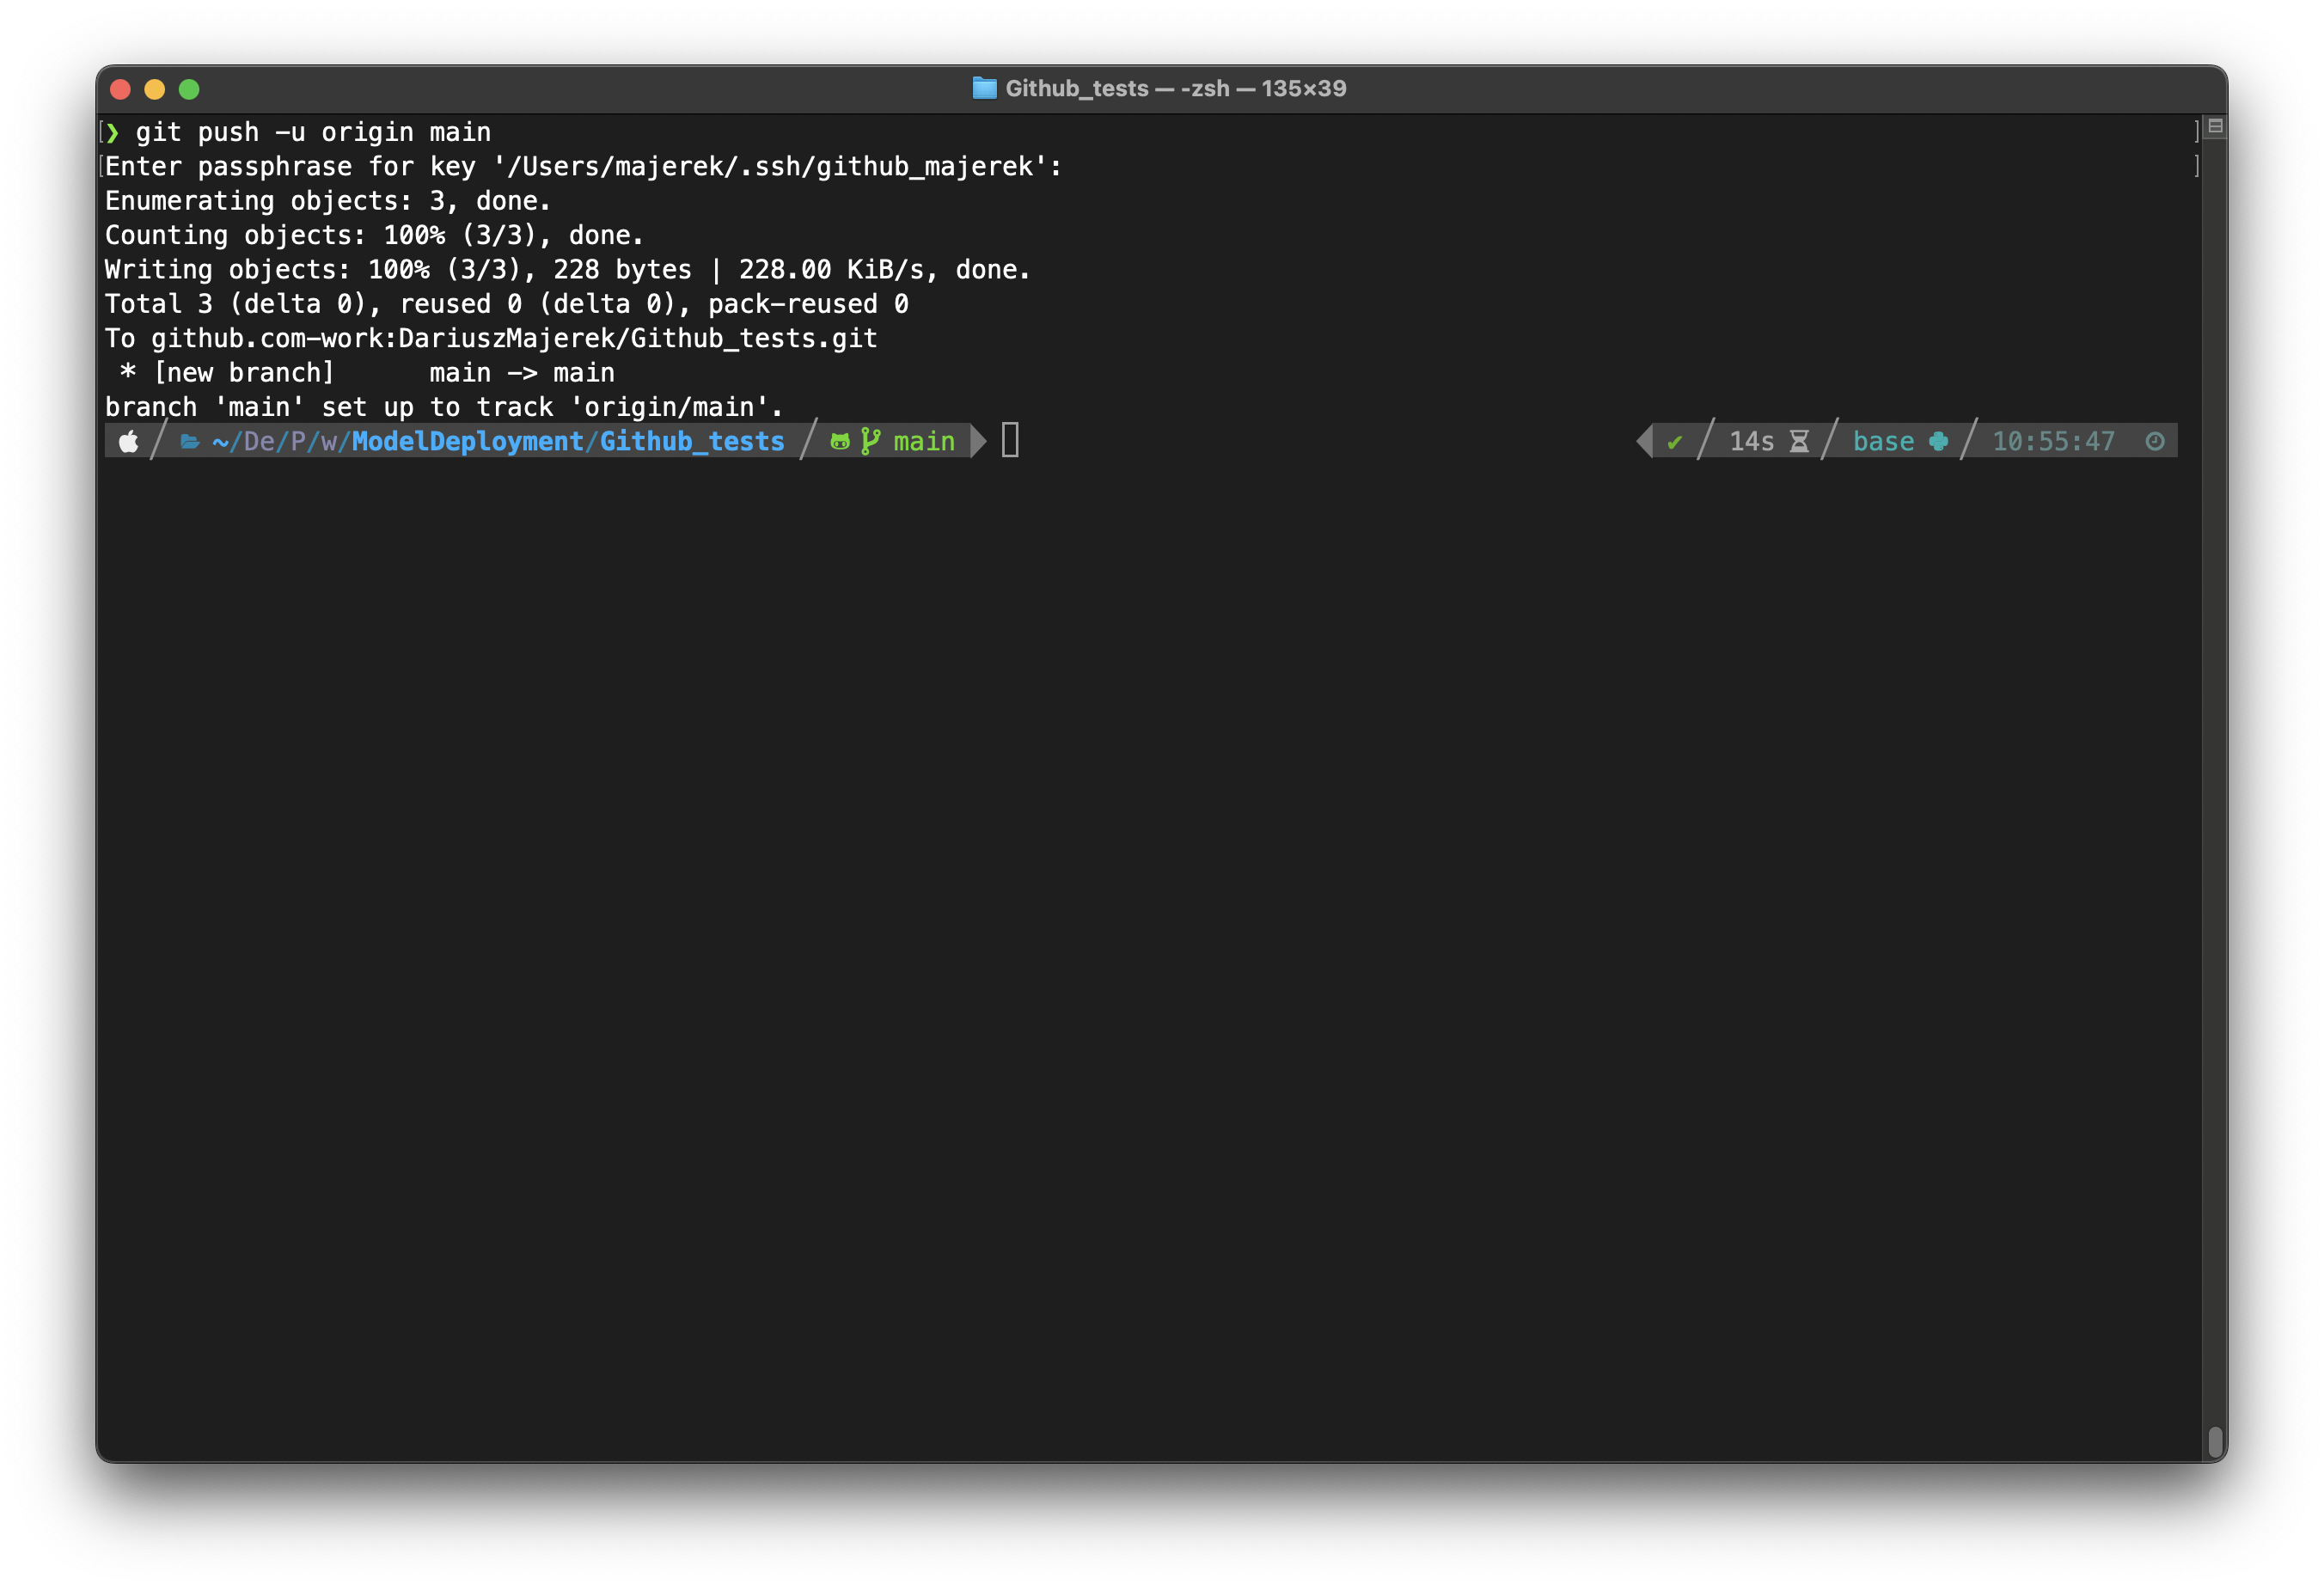 Github_tests — -zsh — 135×39
❯ git push -u origin main
Enter passphrase for key '/Users/majerek/.ssh/github_majerek':
Enumerating objects: 3, done.
Counting objects: 100% (3/3), done.
Writing objects: 100% (3/3), 228 bytes | 228.00 KiB/s, done.
Total 3 (delta 0), reused 0 (delta 0), pack-reused 0
To github.com-work:DariuszMajerek/Github_tests.git
 * [new branch]      main -> main
branch 'main' set up to track 'origin/main'.
~/De/P/w/ModelDeployment/Github_tests main ✔ 14s base 10:55:47